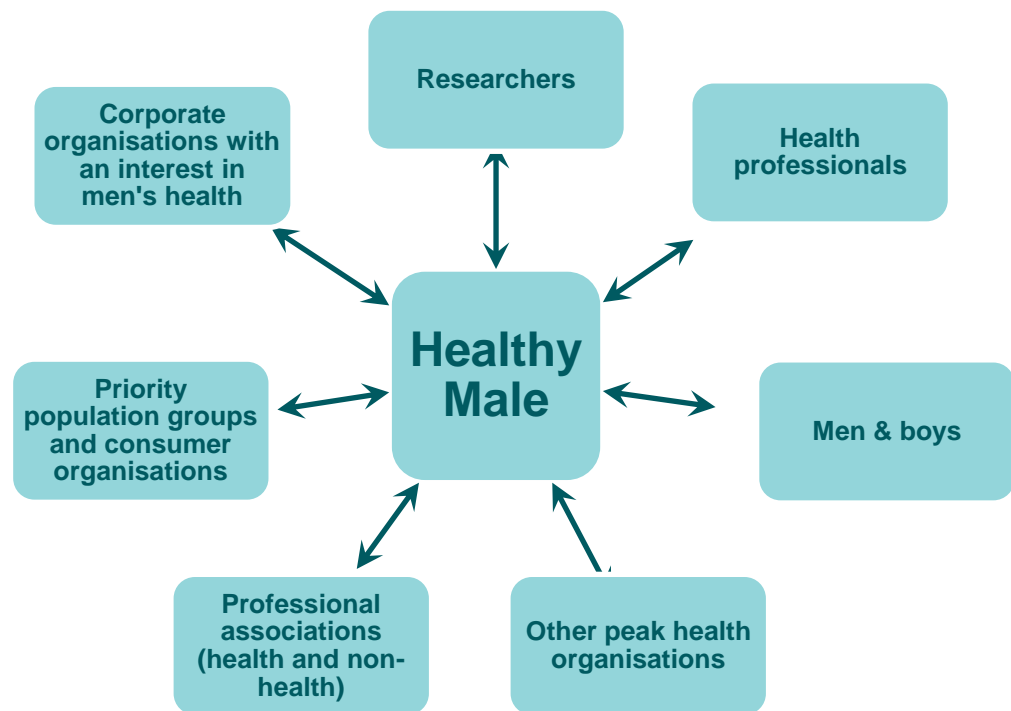 Researchers
Corporate
organisations with
an interest in
men's health
Health
professionals
Healthy
Male
Priority
population groups
and consumer
organisations
Men & boys
Professional
associations
(health and non-
health)
Other peak health
organisations